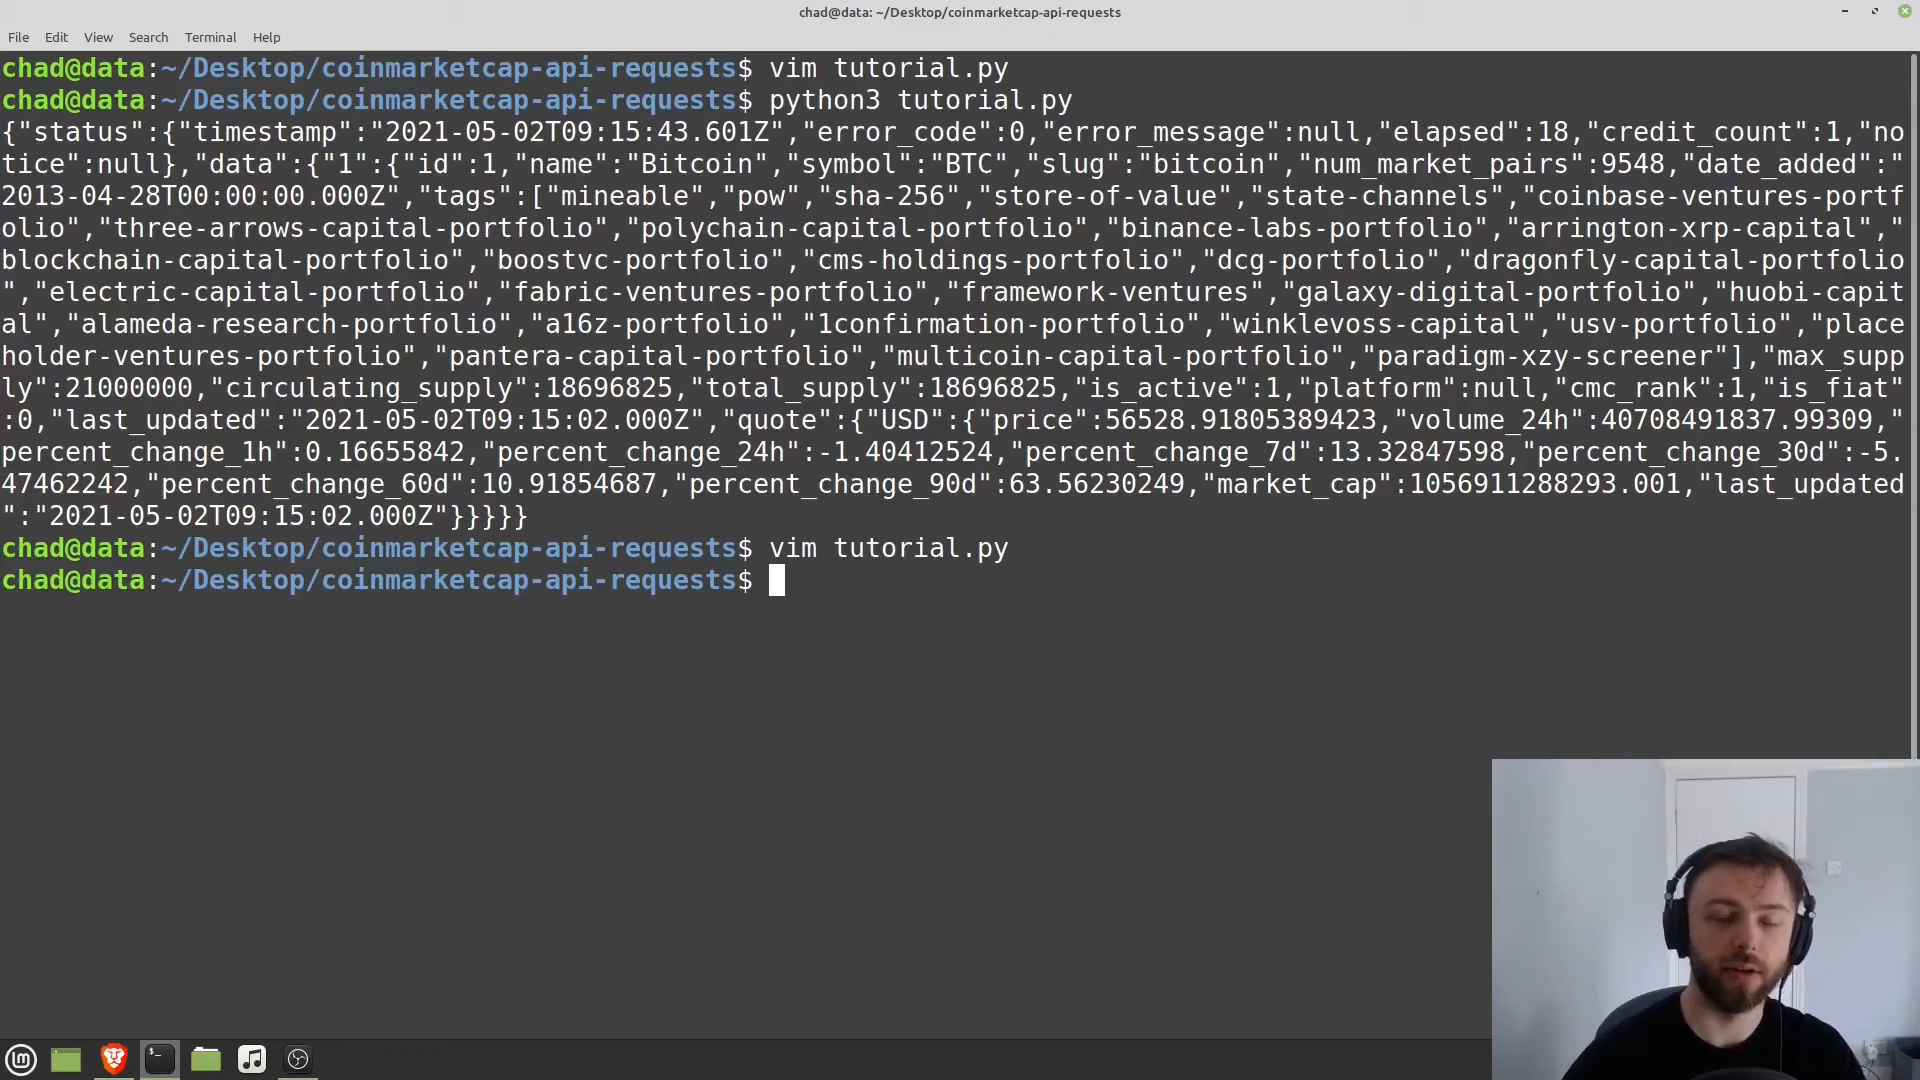 chad@data: ~/Desktop/coinmarketcap-api-requests
File Edit View Search Terminal Help
chad@data:~/Desktop/coinmarketcap-api-requests$ vim tutorial.py
chad@data:~/Desktop/coinmarketcap-api-requests$ python3 tutorial.py
{"status":{"timestamp":"2021-05-02T09:15:43.601Z","error_code":0,"error_message":null,"elapsed":18,"credit_count":1,"no
tice":null},"data":{"1":{"id":1,"name":"Bitcoin","symbol":"BTC","slug":"bitcoin","num_market_pairs":9548,"date_added":"
2013-04-28T00:00:00.000Z","tags":["mineable","pow","sha-256","store-of-value","state-channels","coinbase-ventures-portf
olio","three-arrows-capital-portfolio","polychain-capital-portfolio","binance-labs-portfolio","arrington-xrp-capital","
blockchain-capital-portfolio","boostvc-portfolio","cms-holdings-portfolio","dcg-portfolio","dragonfly-capital-portfolio
","electric-capital-portfolio","fabric-ventures-portfolio","framework-ventures","galaxy-digital-portfolio","huobi-capit
al","alameda-research-portfolio","a16z-portfolio","1confirmation-portfolio","winklevoss-capital","usv-portfolio","place
holder-ventures-portfolio","pantera-capital-portfolio","multicoin-capital-portfolio","paradigm-xzy-screener"],"max_supp
ly":21000000,"circulating_supply":18696825,"total_supply":18696825,"is_active":1,"platform":null,"cmc_rank":1,"is_fiat"
:0,"last_updated":"2021-05-02T09:15:02.000Z","quote":{"USD":{"price":56528.91805389423,"volume_24h":40708491837.99309,"
percent_change_1h":0.16655842,"percent_change_24h":-1.40412524,"percent_change_7d":13.32847598,"percent_change_30d":-5.
47462242,"percent_change_60d":10.91854687,"percent_change_90d":63.56230249,"market_cap":1056911288293.001,"last_updated
":"2021-05-02T09:15:02.000Z"}}}}}
chad@data:~/Desktop/coinmarketcap-api-requests$ vim tutorial.py
chad@data:~/Desktop/coinmarketcap-api-requests$